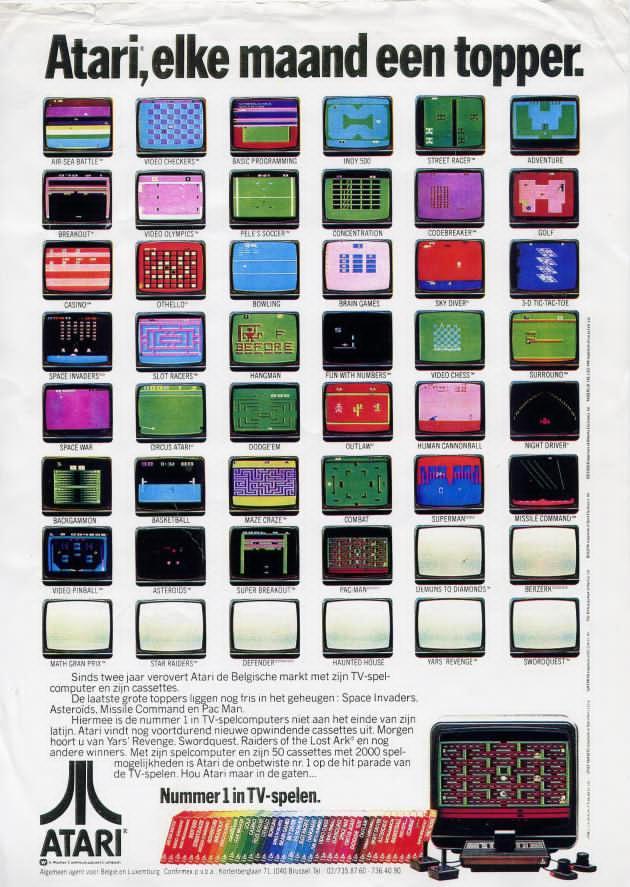 Atari, elke maand een topper.
AIR-SEA BATTLE™ VIDEO CHECKERS™ BASIC PROGRAMMING INDY 500 STREET RACER™ ADVENTURE
BREAKOUT® VIDEO OLYMPICS™ PELE'S SOCCER™ CONCENTRATION CODEBREAKER™ GOLF
CASINO™ OTHELLO® BOWLING BRAIN GAMES SKY DIVER® 3-D TIC-TAC-TOE
SPACE INVADERS™ SLOT RACERS™ HANGMAN FUN WITH NUMBERS™ VIDEO CHESS™ SURROUND™
SPACE WAR CIRCUS ATARI® DODGE'EM OUTLAW® HUMAN CANNONBALL NIGHT DRIVER®
BACKGAMMON BASKETBALL MAZE CRAZE™ COMBAT SUPERMAN MISSILE COMMAND™
VIDEO PINBALL™ ASTEROIDS™ SUPER BREAKOUT™ PAC-MAN DEMONS TO DIAMONDS™ BERZERK
MATH GRAN PRIX™ STAR RAIDERS™ DEFENDER HAUNTED HOUSE YARS' REVENGE™ SWORDQUEST™
Sinds twee jaar verovert Atari de Belgische markt met zijn TV-spel-
computer en zijn cassettes.
De laatste grote toppers liggen nog fris in het geheugen : Space Invaders,
Asteroids, Missile Command en Pac Man.
Hiermee is de nummer 1 in TV-spelcomputers niet aan het einde van zijn
latijn. Atari vindt nog voortdurend nieuwe opwindende cassettes uit. Morgen
hoort u van Yars' Revenge, Swordquest, Raiders of the Lost Ark® en nog
andere winners. Met zijn spelcomputer en zijn 50 cassettes met 2000 spel-
mogelijkheden is Atari de onbetwiste nr. 1 op de hit parade van
de TV-spelen. Hou Atari maar in de gaten...
Nummer 1 in TV-spelen.
ATARI®
Algemeen agent voor België en Luxemburg Confirmex p.v.b.a. Kortenberglaan 71, 1040 Brussel. Tel : 02/735 87 60 - 736 40 90